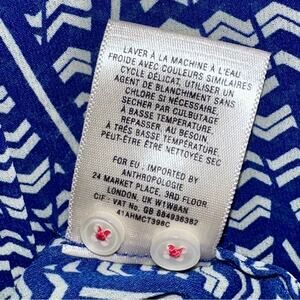 LAVER À LA MACHINE À L'EAU
FROIDE AVEC COULEURS SIMILAIRES
CYCLE DÉLICAT, UTILISER UN
AGENT DE BLANCHIMENT SANS
CHLORE SI NÉCESSAIRE,
SECHER PAR CULBUTAGE
À BASSE TEMPÉRATURE,
REPASSER, AU BESOIN
À TRÈS BASSE TEMPÉRATURE,
PEUT-ÊTRE ÊTRE NETTOYÉE SEC
FOR EU, IMPORTED BY
ANTHROPOLOGIE
24 MARKET PLACE, 3RD FLOOR
LONDON, UK W1W8AN
CIF: VAT No. GB 884936382
41AHMCT398C